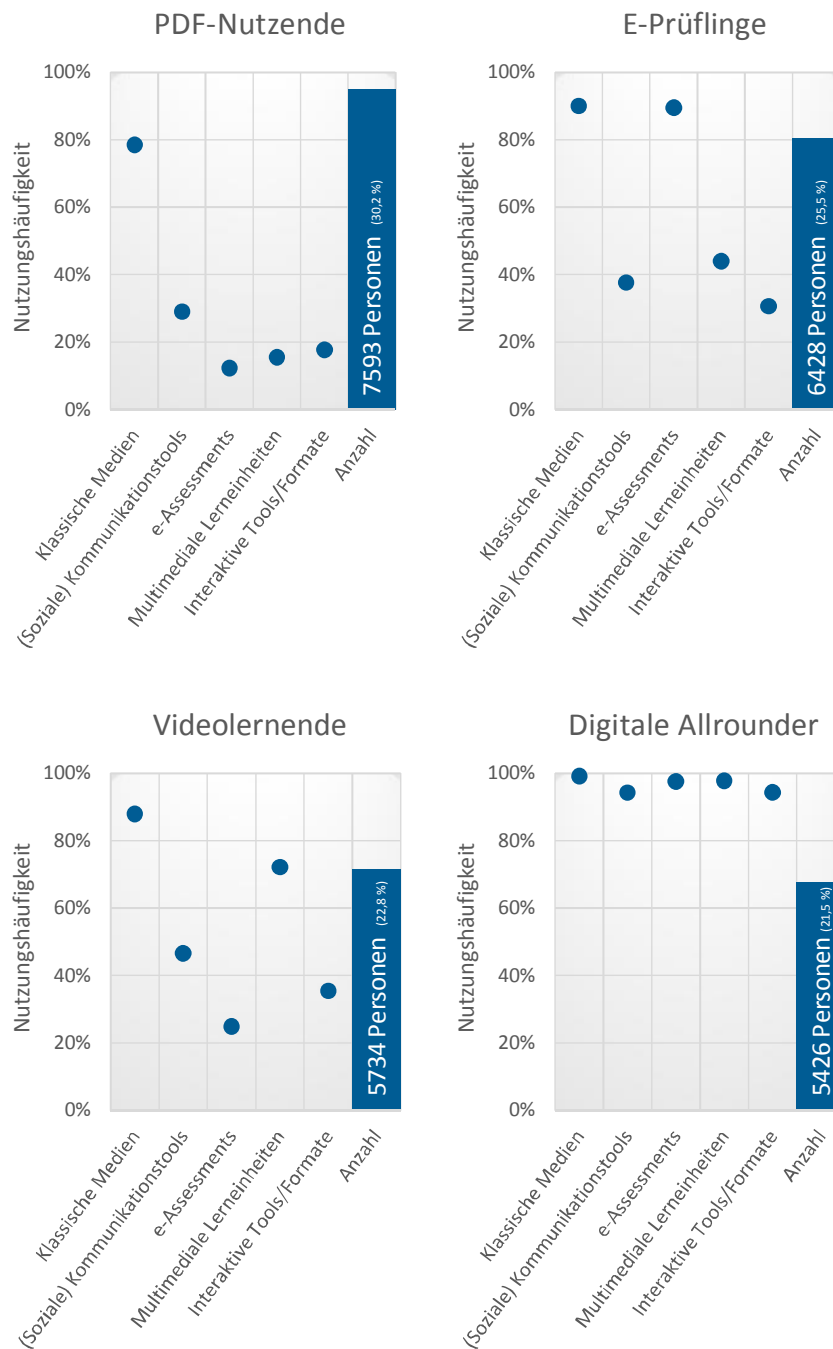 PDF-Nutzende
Nutzungshäufigkeit
100%
80%
60%
40%
20%
0%
7593 Personen (30,2 %)
Klassische Medien
(Soziale) Kommunikationstools
e-Assessments
Multimediale Lerneinheiten
Interaktive Tools/Formate
Anzahl
E-Prüflinge
Nutzungshäufigkeit
100%
80%
60%
40%
20%
0%
6428 Personen (25,5 %)
Klassische Medien
(Soziale) Kommunikationstools
e-Assessments
Multimediale Lerneinheiten
Interaktive Tools/Formate
Anzahl
Videolernende
Nutzungshäufigkeit
100%
80%
60%
40%
20%
0%
5734 Personen (22,8 %)
Klassische Medien
(Soziale) Kommunikationstools
e-Assessments
Multimediale Lerneinheiten
Interaktive Tools/Formate
Anzahl
Digitale Allrounder
Nutzungshäufigkeit
100%
80%
60%
40%
20%
0%
5426 Personen (21,5 %)
Klassische Medien
(Soziale) Kommunikationstools
e-Assessments
Multimediale Lerneinheiten
Interaktive Tools/Formate
Anzahl